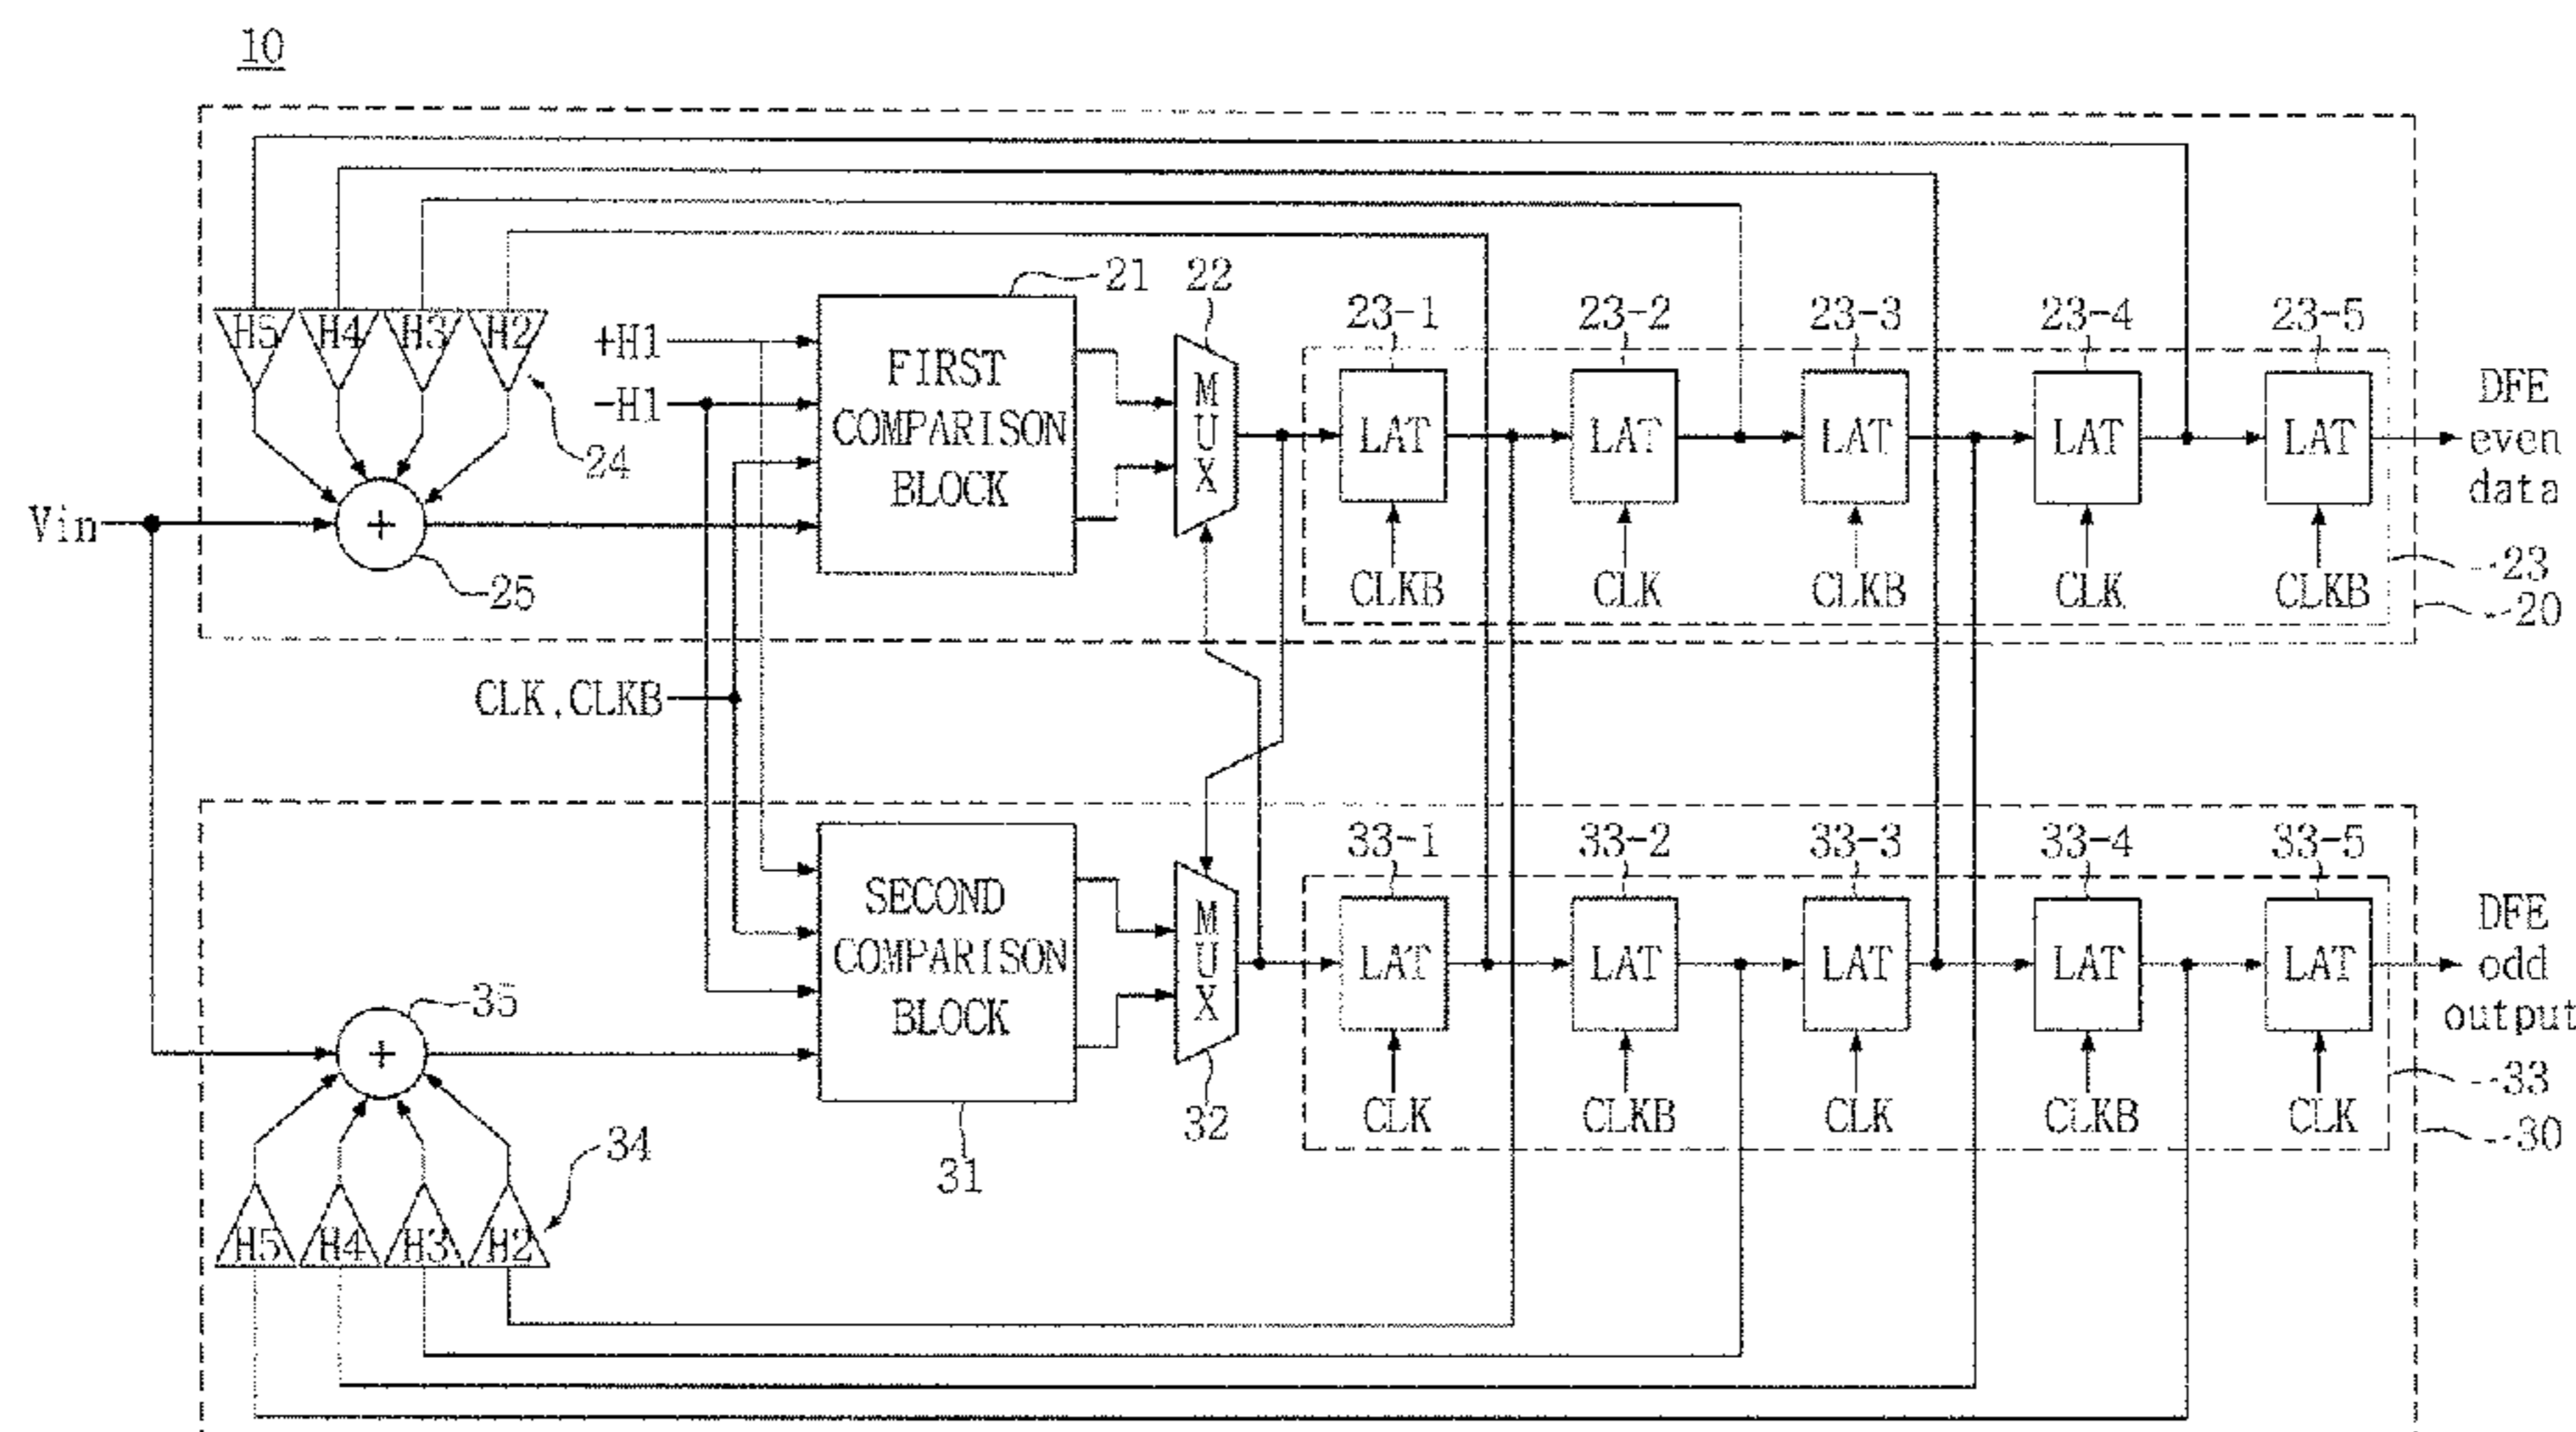 10
H5 H4 H3 H2
24
Vin
+
25
+H1
-H1
21
FIRST
COMPARISON
BLOCK
22
MUX
23-1 23-2 23-3 23-4 23-5
LAT LAT LAT LAT LAT
CLKB CLK CLKB CLK CLKB
DFE
even
data
23
20
CLK,CLKB
SECOND
COMPARISON
BLOCK
31
MUX
32
33-1 33-2 33-3 33-4 33-5
LAT LAT LAT LAT LAT
CLK CLKB CLK CLKB CLK
DFE
odd
output
33
30
35
+
34
H5 H4 H3 H2